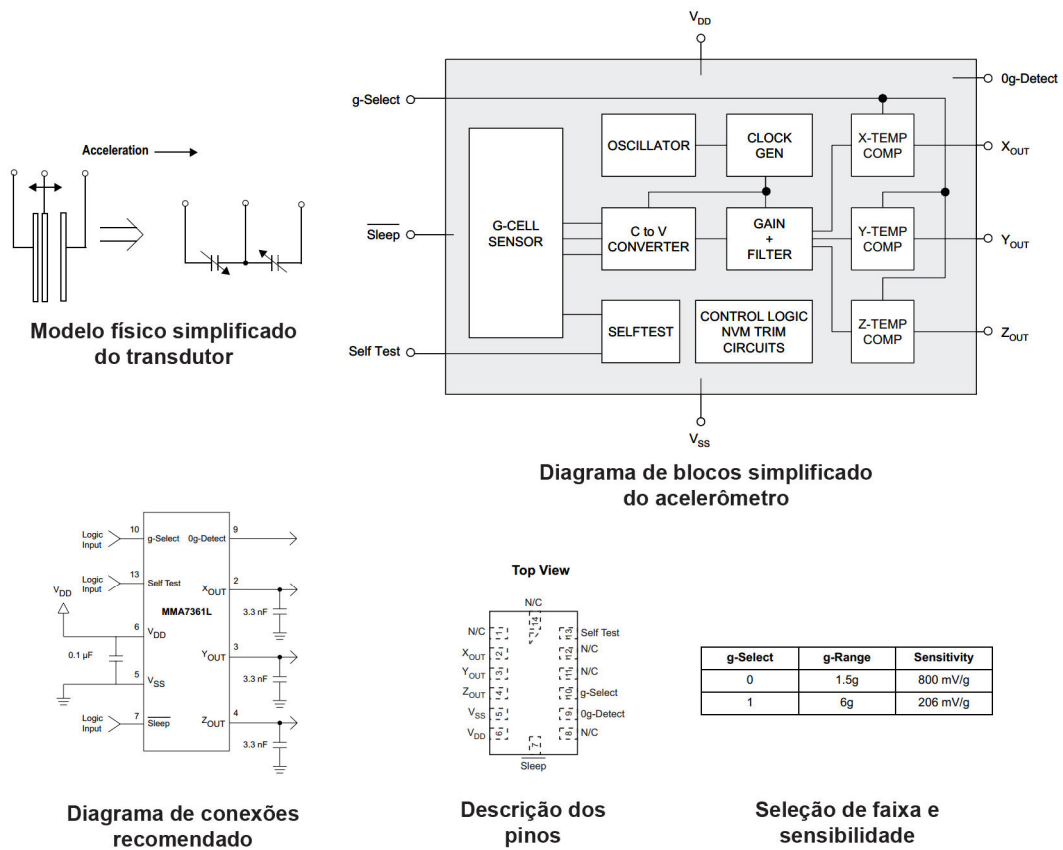 Acceleration
Modelo físico simplificado
do transdutor
VDD
0g-Detect
g-Select
OSCILLATOR
CLOCK
GEN
X-TEMP
COMP
XOUT
G-CELL
SENSOR
Sleep
C to V
CONVERTER
GAIN
+
FILTER
Y-TEMP
COMP
YOUT
SELFTEST
CONTROL LOGIC
NVM TRIM
CIRCUITS
Z-TEMP
COMP
ZOUT
Self Test
VSS
Diagrama de blocos simplificado
do acelerômetro
Logic
Input
10
g-Select
0g-Detect
9
Logic
Input
13
Self Test
XOUT
2
3.3 nF
VDD
MMA7361L
6
VDD
0.1 µF
YOUT
3
3.3 nF
5
VSS
Logic
Input
7
Sleep
ZOUT
4
3.3 nF
Diagrama de conexões
recomendado
Top View
N/C
14
N/C 1
13 Self Test
XOUT 2
12 N/C
YOUT 3
11 N/C
ZOUT 4
10 g-Select
VSS 5
9 0g-Detect
VDD 6
8 N/C
7
Sleep
Descrição dos
pinos
g-Select g-Range Sensitivity
0 1.5g 800 mV/g
1 6g 206 mV/g
Seleção de faixa e
sensibilidade